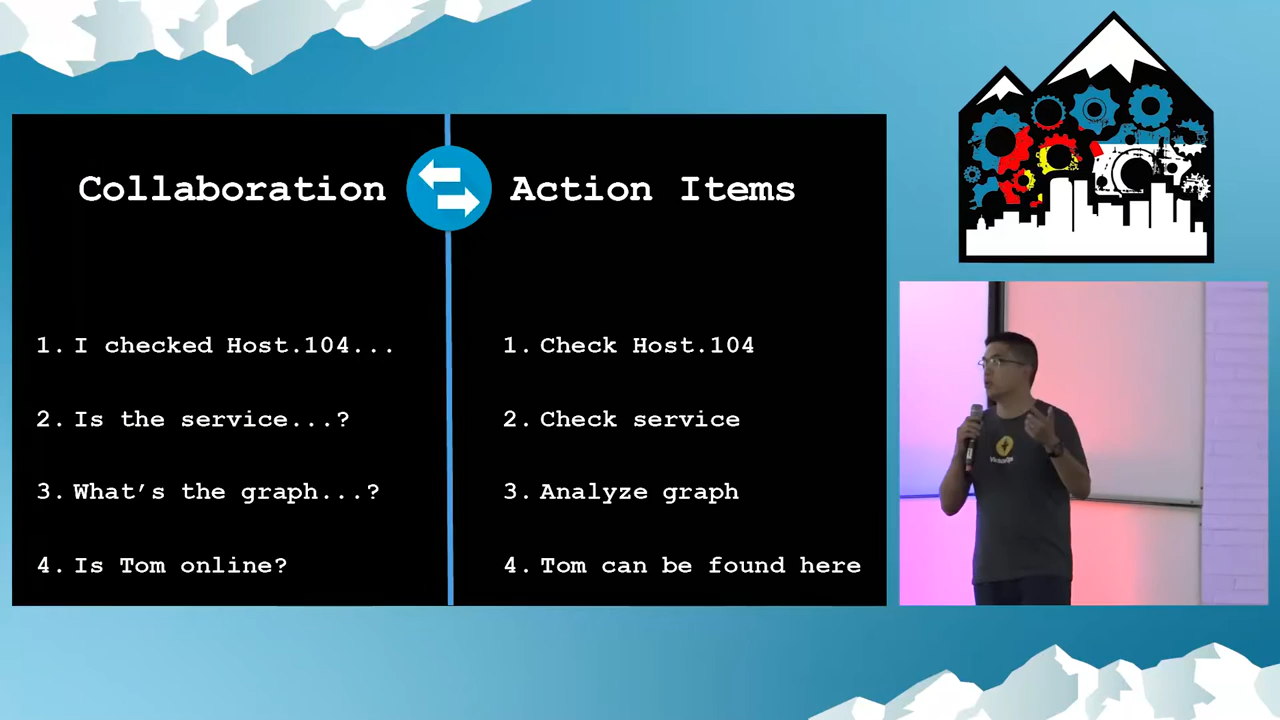 Collaboration
Action Items
1. I checked Host.104...
2. Is the service...?
3. What's the graph...?
4. Is Tom online?
1. Check Host.104
2. Check service
3. Analyze graph
4. Tom can be found here